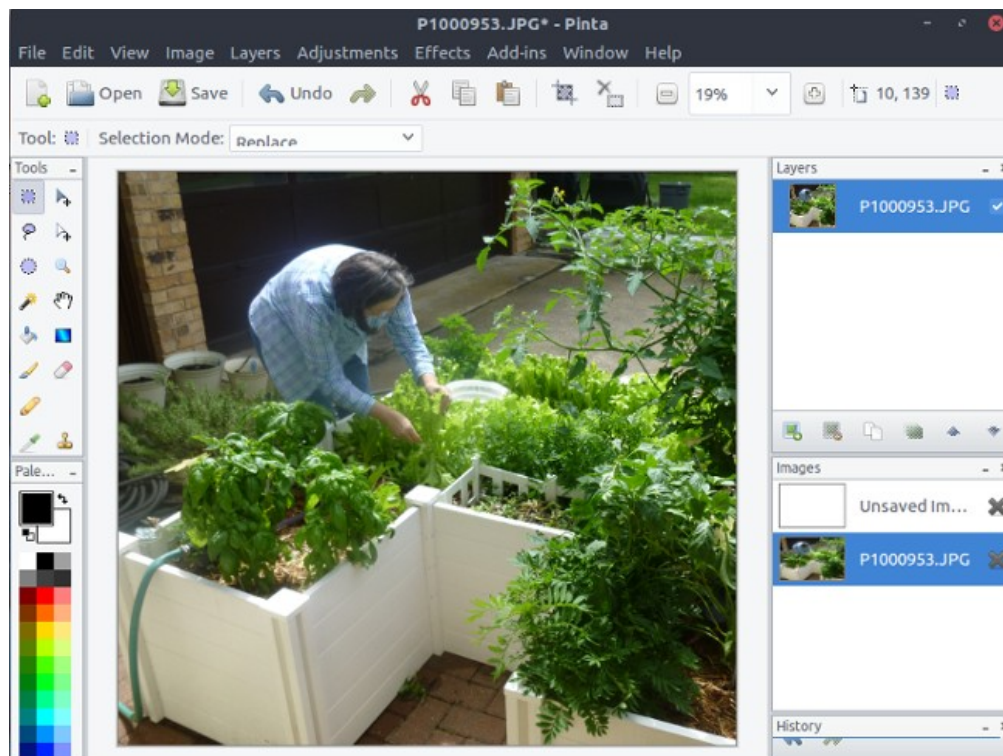 P1000953.JPG* - Pinta
File Edit View Image Layers Adjustments Effects Add-ins Window Help
Open Save Undo 19% 10, 139
Tool: Selection Mode: Replace
Tools
Layers
P1000953.JPG
Images
Unsaved Im...
P1000953.JPG
Pale...
History